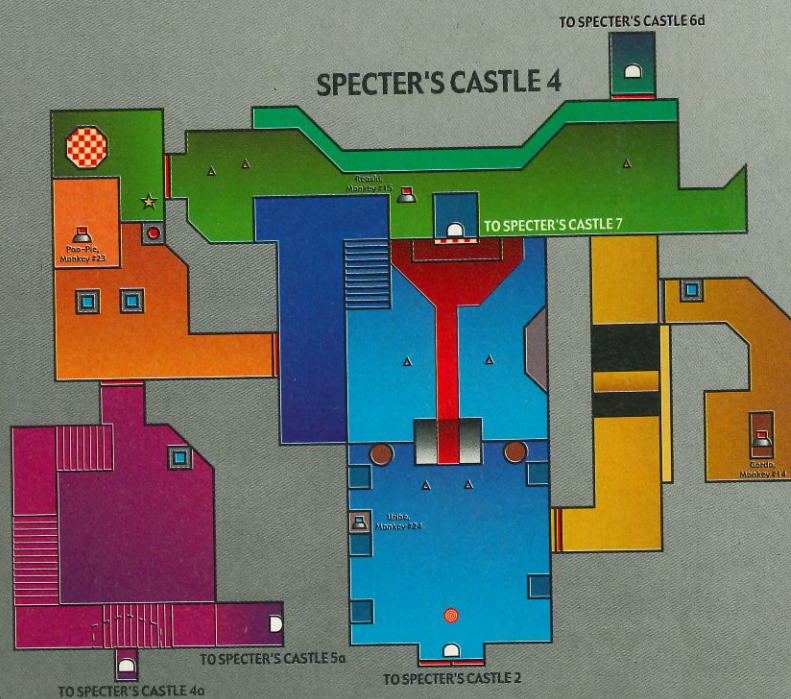 TO SPECTER'S CASTLE 6d
SPECTER'S CASTLE 4
Monkey #15
TO SPECTER'S CASTLE 7
Poo-Pie,
Monkey #23
Gordo,
Monkey #14
Monkey #24
TO SPECTER'S CASTLE 5a
TO SPECTER'S CASTLE 2
TO SPECTER'S CASTLE 4a